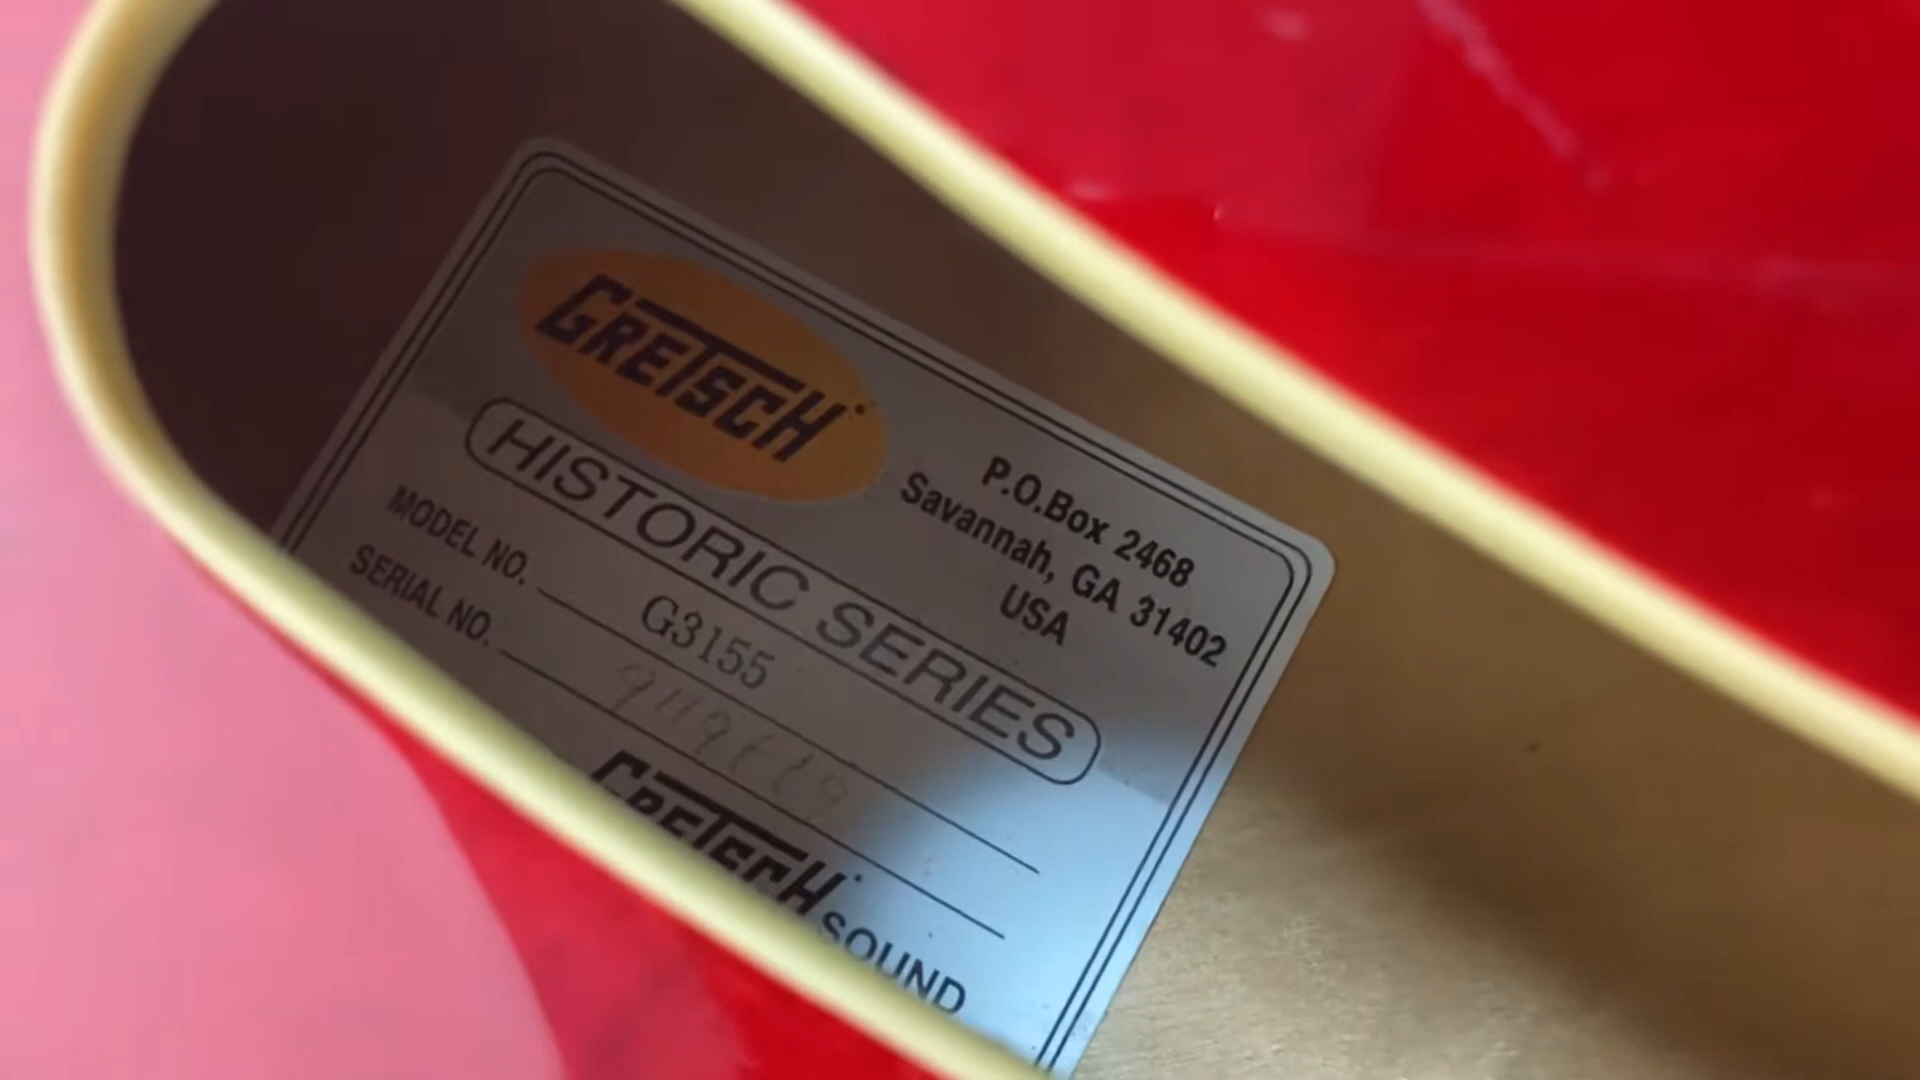 GRETSCH
P.O.Box 2468
Savannah, GA 31402
USA
HISTORIC SERIES
MODEL NO. G3155
SERIAL NO.
GRETSCH SOUND